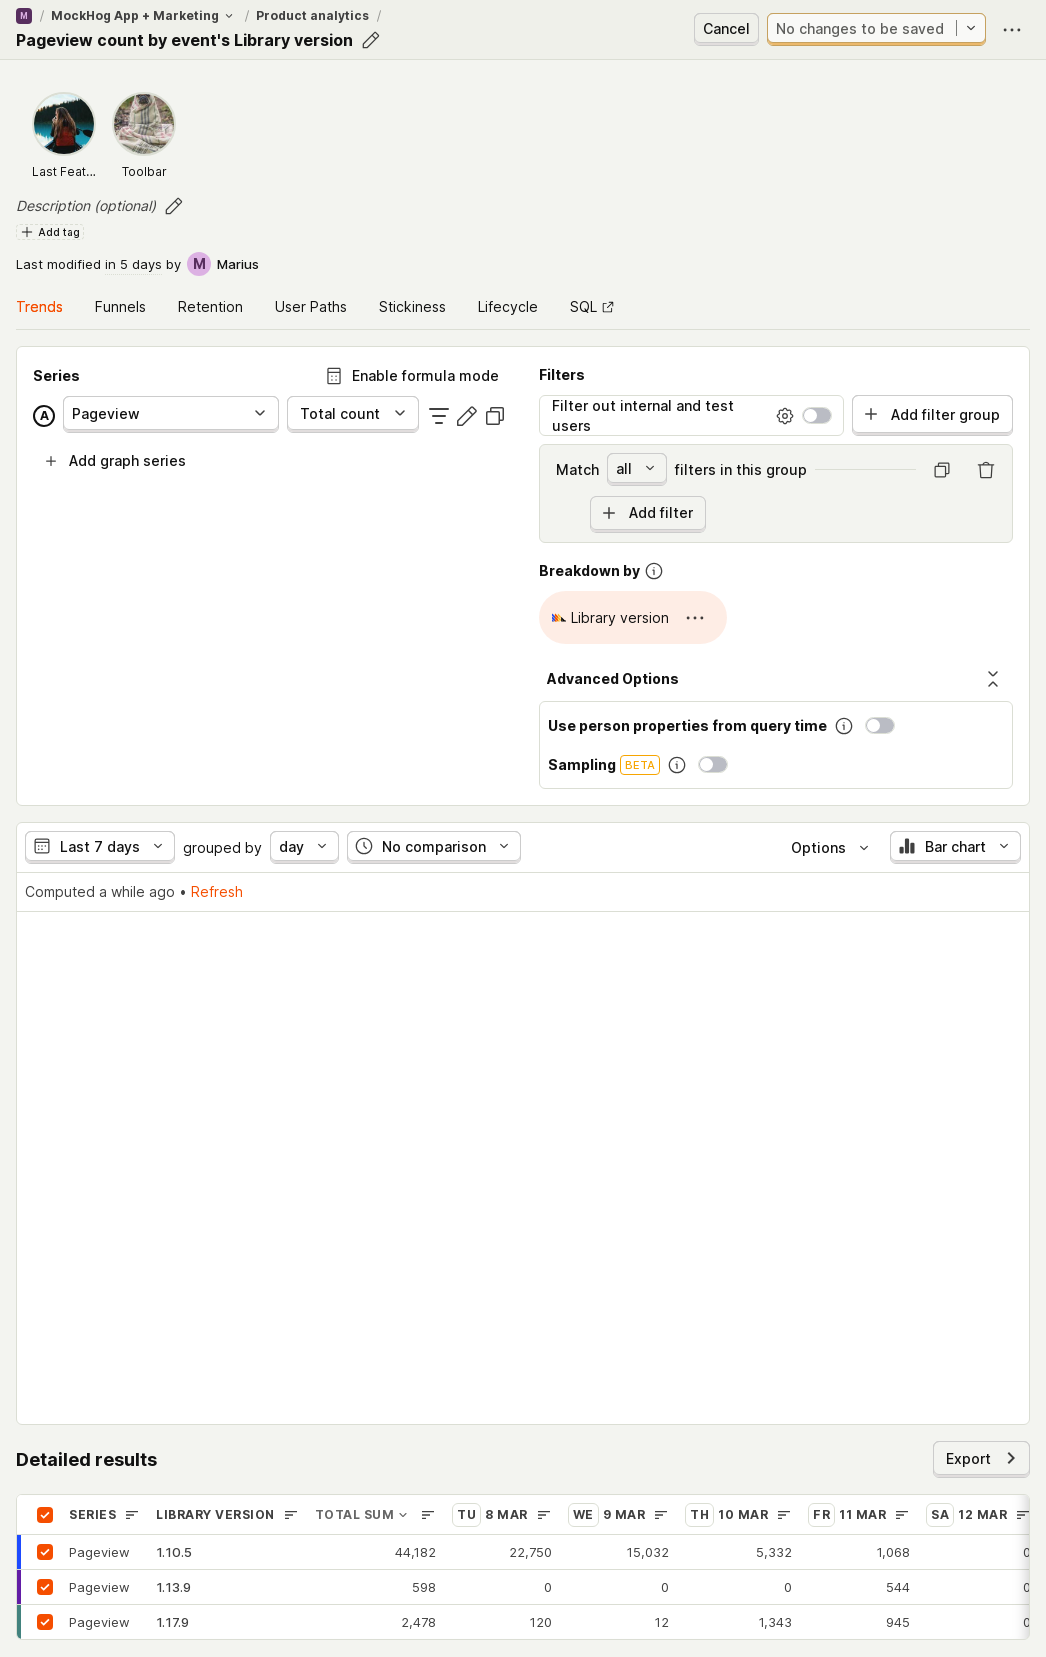 M / MockHog App + Marketing / Product analytics /
Pageview count by event's Library version
Cancel
No changes to be saved
Last Feat...
Toolbar
Description (optional)
Add tag
Last modified in 5 days by M Marius
Trends
Funnels
Retention
User Paths
Stickiness
Lifecycle
SQL
Series
Enable formula mode
A Pageview
Total count
Add graph series
Filters
Filter out internal and test
users
Add filter group
Match all filters in this group
Add filter
Breakdown by
Library version
Advanced Options
Use person properties from query time
Sampling BETA
Last 7 days grouped by day No comparison
Options
Bar chart
Computed a while ago • Refresh
Detailed results
Export
SERIES LIBRARY VERSION TOTAL SUM TU 8 MAR WE 9 MAR TH 10 MAR FR 11 MAR SA 12 MAR
Pageview 1.10.5 44,182 22,750 15,032 5,332 1,068 0
Pageview 1.13.9 598 0 0 0 544 0
Pageview 1.17.9 2,478 120 12 1,343 945 0